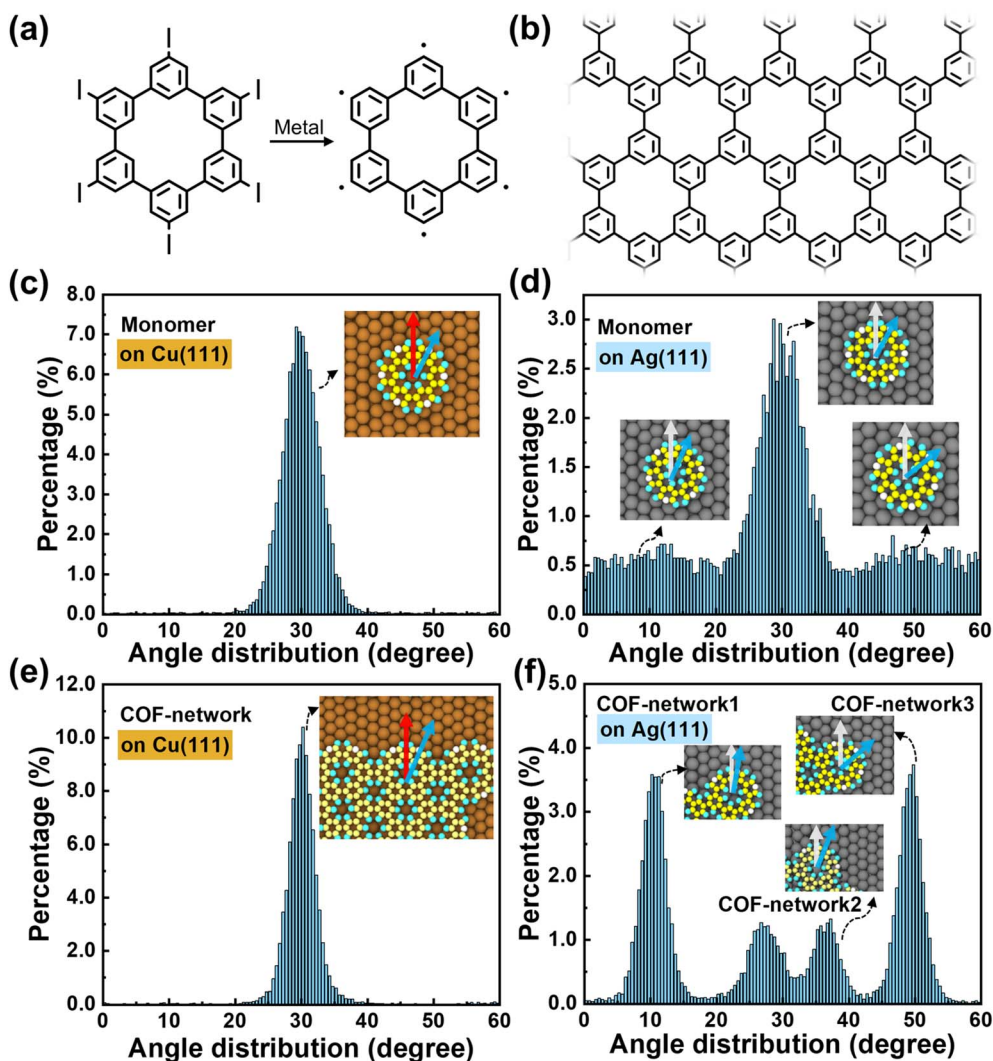 (a)
I
I
I
I
I
I
Metal
(b)
(c)
8.0
7.0
6.0
5.0
4.0
3.0
2.0
1.0
0.0
Percentage (%)
Monomer
on Cu(111)
0 10 20 30 40 50 60
Angle distribution (degree)
(d)
3.0
2.5
2.0
1.5
1.0
0.5
0.0
Percentage (%)
Monomer
on Ag(111)
0 10 20 30 40 50 60
Angle distribution (degree)
(e)
12.0
10.0
8.0
6.0
4.0
2.0
0.0
Percentage (%)
COF-network
on Cu(111)
0 10 20 30 40 50 60
Angle distribution (degree)
(f)
5.0
4.0
3.0
2.0
1.0
0.0
Percentage (%)
COF-network1
on Ag(111)
COF-network3
COF-network2
0 10 20 30 40 50 60
Angle distribution (degree)